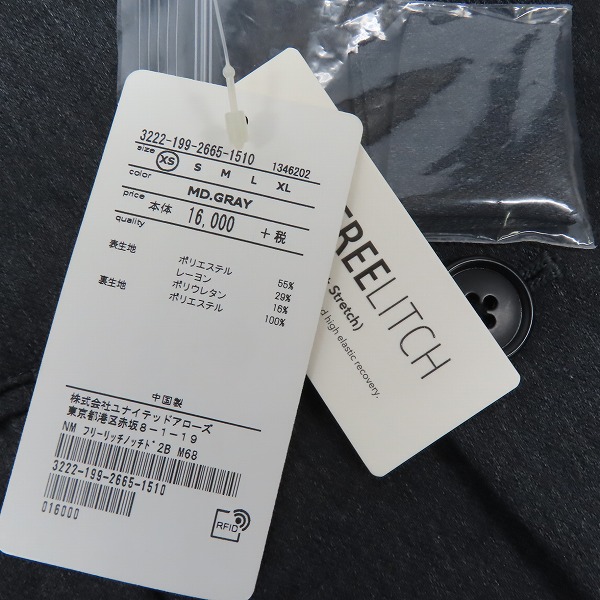 3222-199-2665-1510 1346202
size XS S M L XL
color MD.GRAY
price 本体 16,000 +税
quality
表生地 ポリエステル 55%
レーヨン 29%
裏生地 ポリウレタン 16%
ポリエステル 100%
中国製
株式会社ユナイテッドアローズ
東京都港区赤坂8-1-19
NM フリーリッチノッチド2B M68
3222-199-2665-1510
016000
RFID
FREELITCH
Stretch)
high elastic recovery.